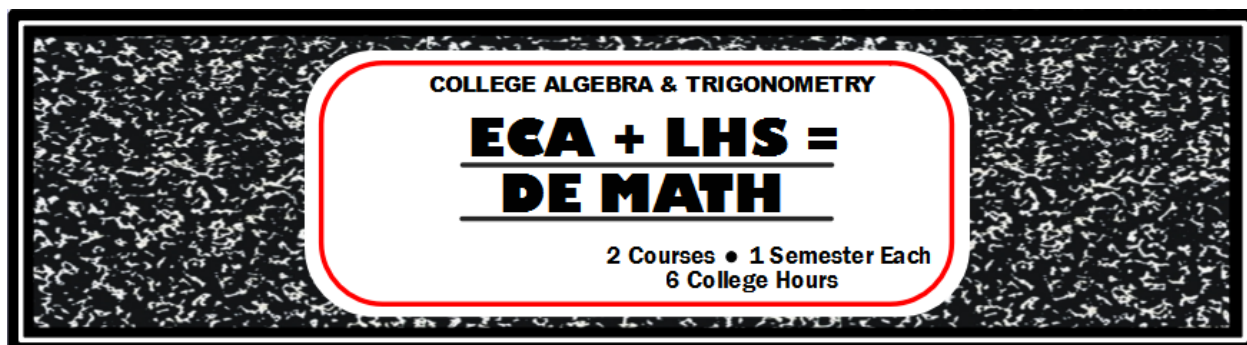 COLLEGE ALGEBRA & TRIGONOMETRY
ECA + LHS =
DE MATH
2 Courses ● 1 Semester Each
6 College Hours